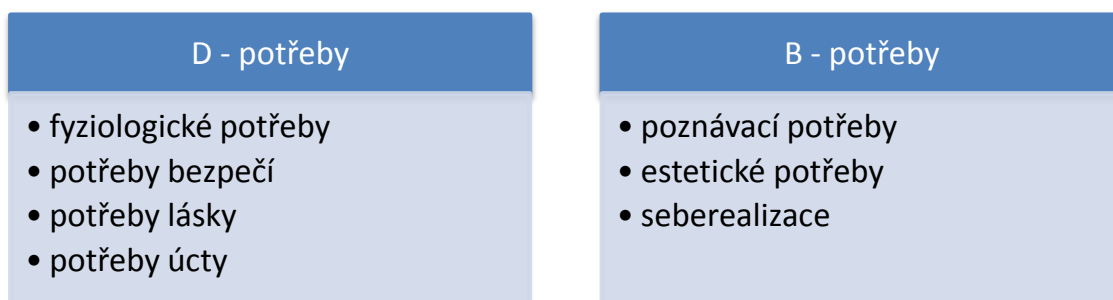 D - potřeby
• fyziologické potřeby
• potřeby bezpečí
• potřeby lásky
• potřeby úcty
B - potřeby
• poznávací potřeby
• estetické potřeby
• seberealizace